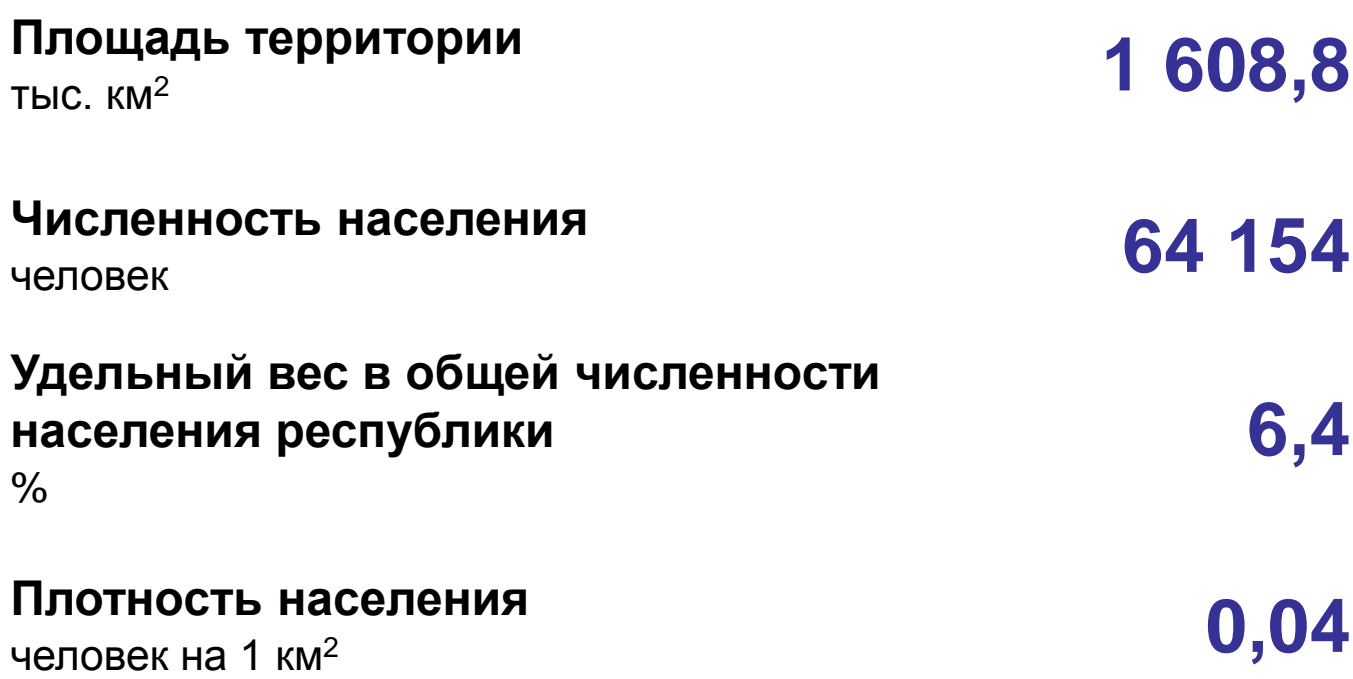 Площадь территории
тыс. км²
1 608,8
Численность населения
человек
64 154
Удельный вес в общей численности
населения республики
%
6,4
Плотность населения
человек на 1 км²
0,04